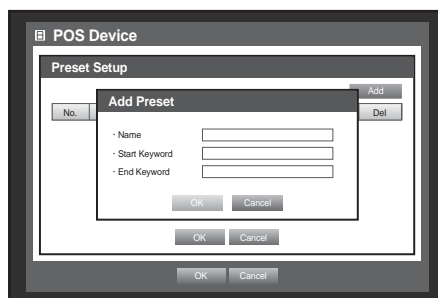 POS Device
Preset Setup
Add
No.
Del
Add Preset
· Name
· Start Keyword
· End Keyword
OK Cancel
OK Cancel
OK Cancel